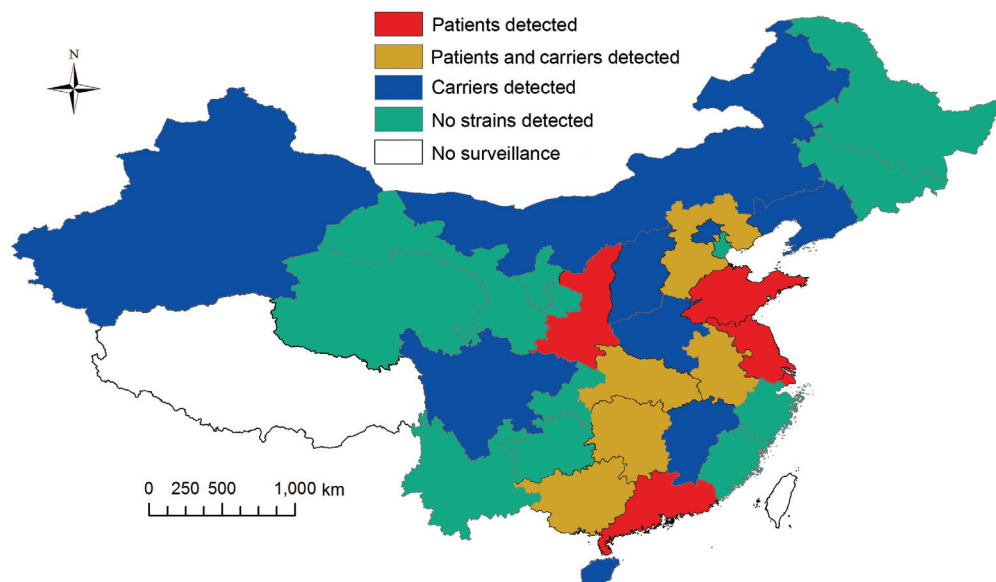 Patients detected
Patients and carriers detected
Carriers detected
No strains detected
No surveillance
N
0 250 500 1,000 km